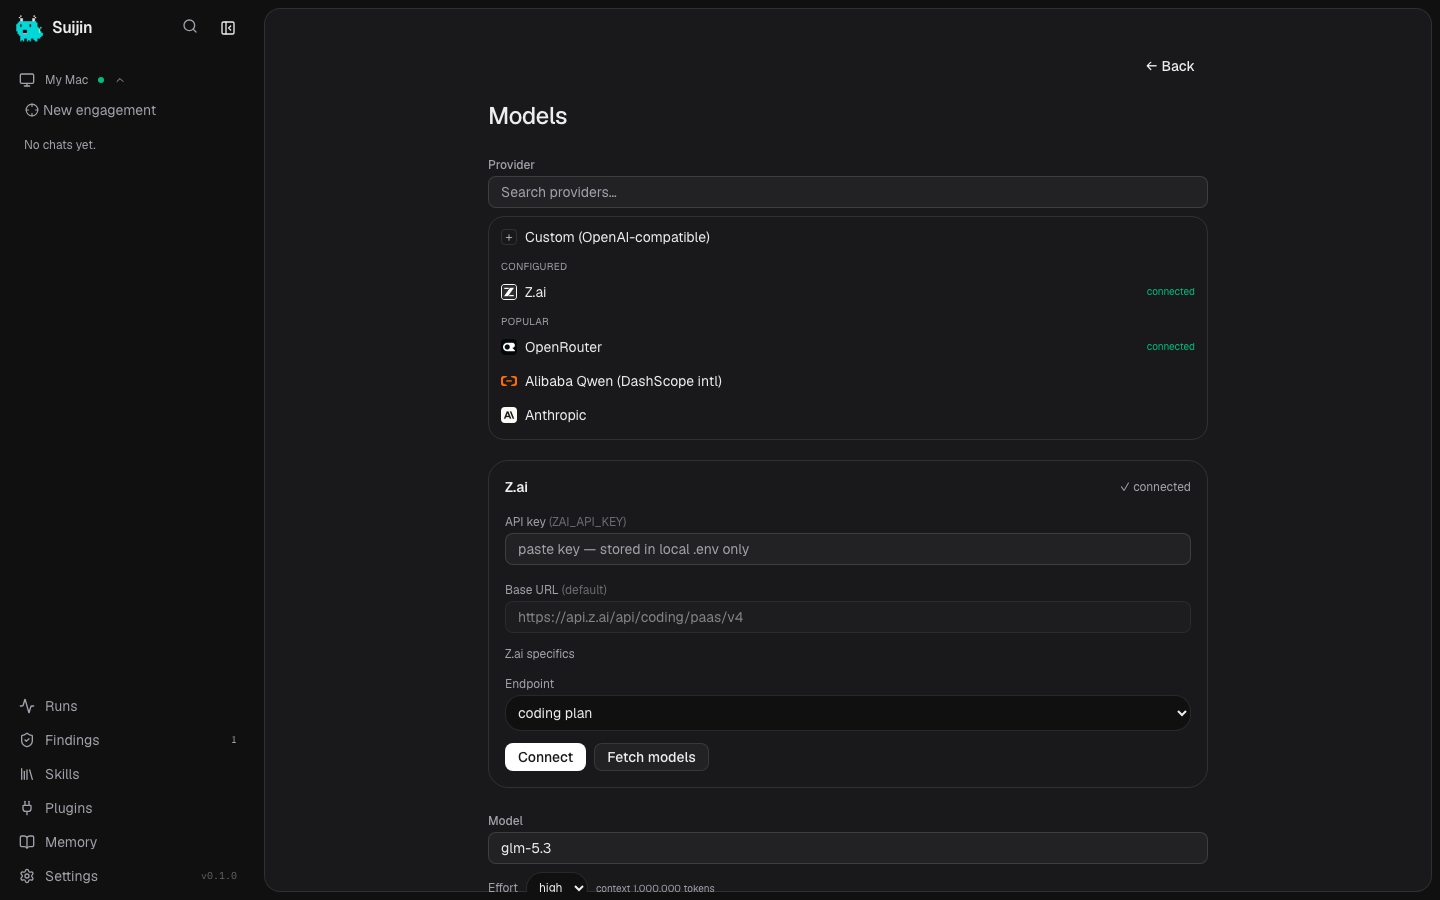 Suijin
My Mac
New engagement
No chats yet.
Runs
Findings 1
Skills
Plugins
Memory
Settings v0.1.0
← Back
Models
Provider
Search providers...
+ Custom (OpenAI-compatible)
CONFIGURED
Z.ai connected
POPULAR
OpenRouter connected
Alibaba Qwen (DashScope intl)
Anthropic
Z.ai ✓ connected
API key (ZAI_API_KEY)
paste key — stored in local .env only
Base URL (default)
https://api.z.ai/api/coding/paas/v4
Z.ai specifics
Endpoint
coding plan
Connect Fetch models
Model
glm-5.3
Effort high context 1,000,000 tokens